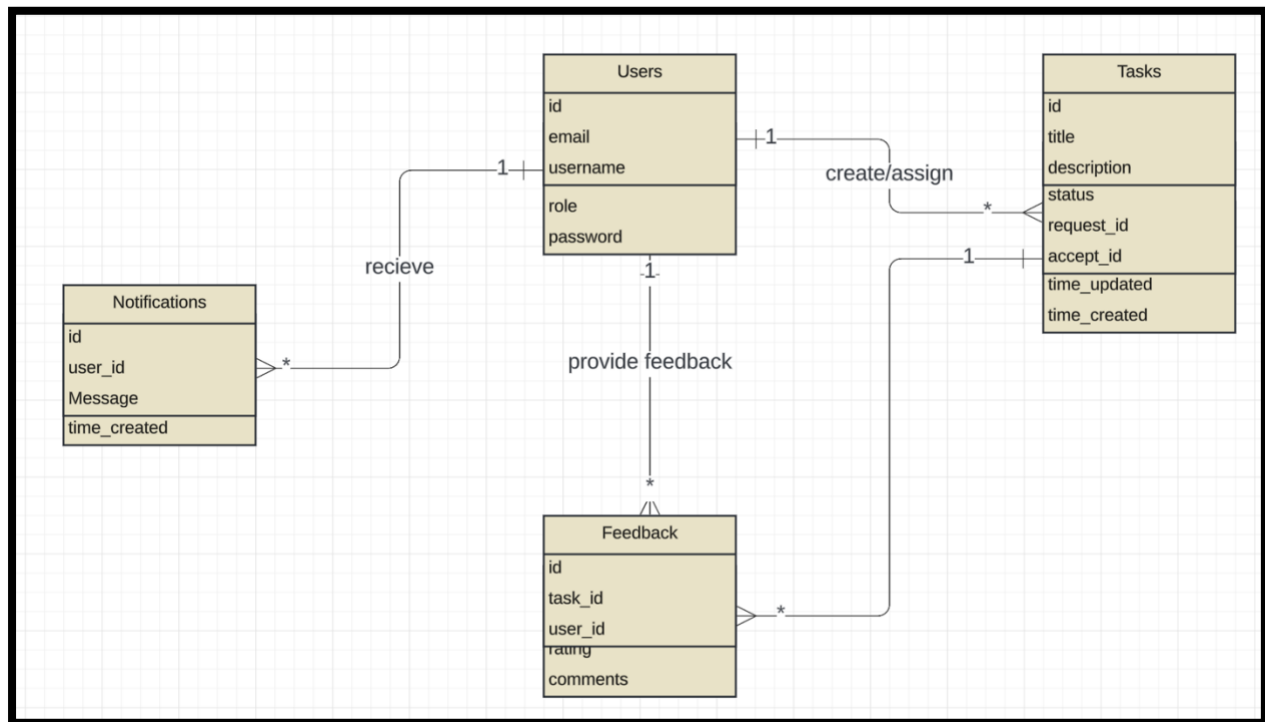 Users
id
email
username
role
password
Tasks
id
title
description
status
request_id
accept_id
time_updated
time_created
1
create/assign
*
1
recieve
*
Notifications
id
user_id
Message
time_created
1
provide feedback
*
1
*
Feedback
id
task_id
user_id
rating
comments